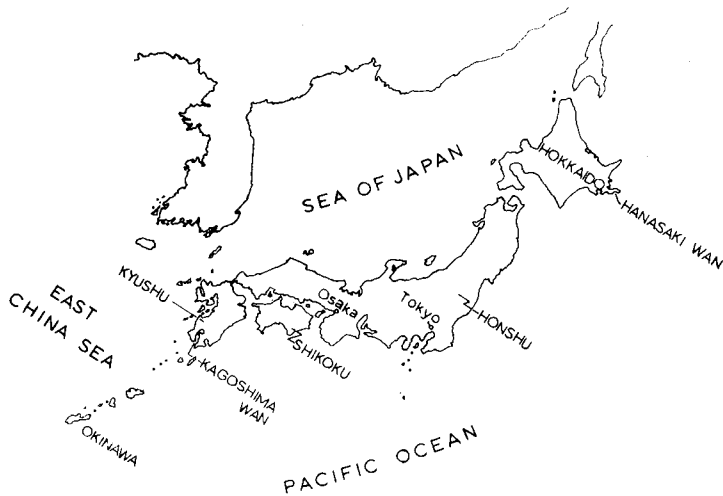 SEA OF JAPAN
HOKKAIDO
HANASAKI WAN
EAST
CHINA SEA
KYUSHU
Osaka
Tokyo
HONSHU
SHIKOKU
KAGOSHIMA
WAN
OKINAWA
PACIFIC OCEAN